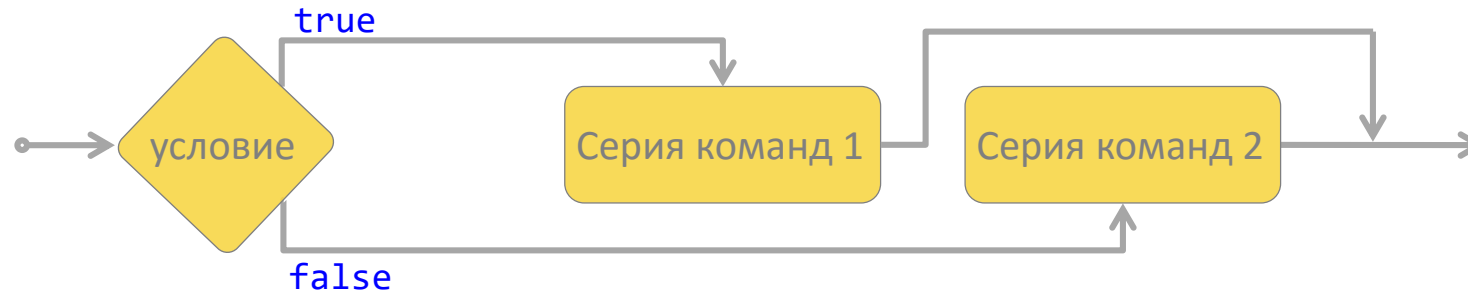 true
условие
Серия команд 1
Серия команд 2
false